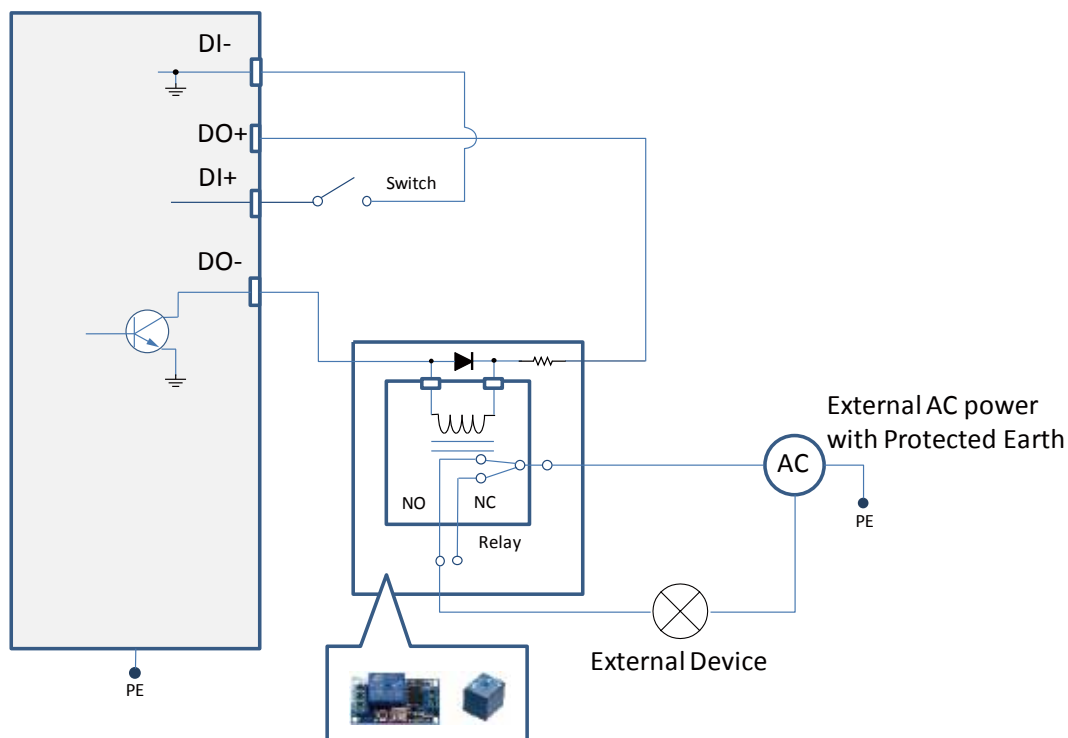 DI-
DO+
DI+
Switch
DO-
External AC power
with Protected Earth
AC
NO
NC
PE
Relay
External Device
PE